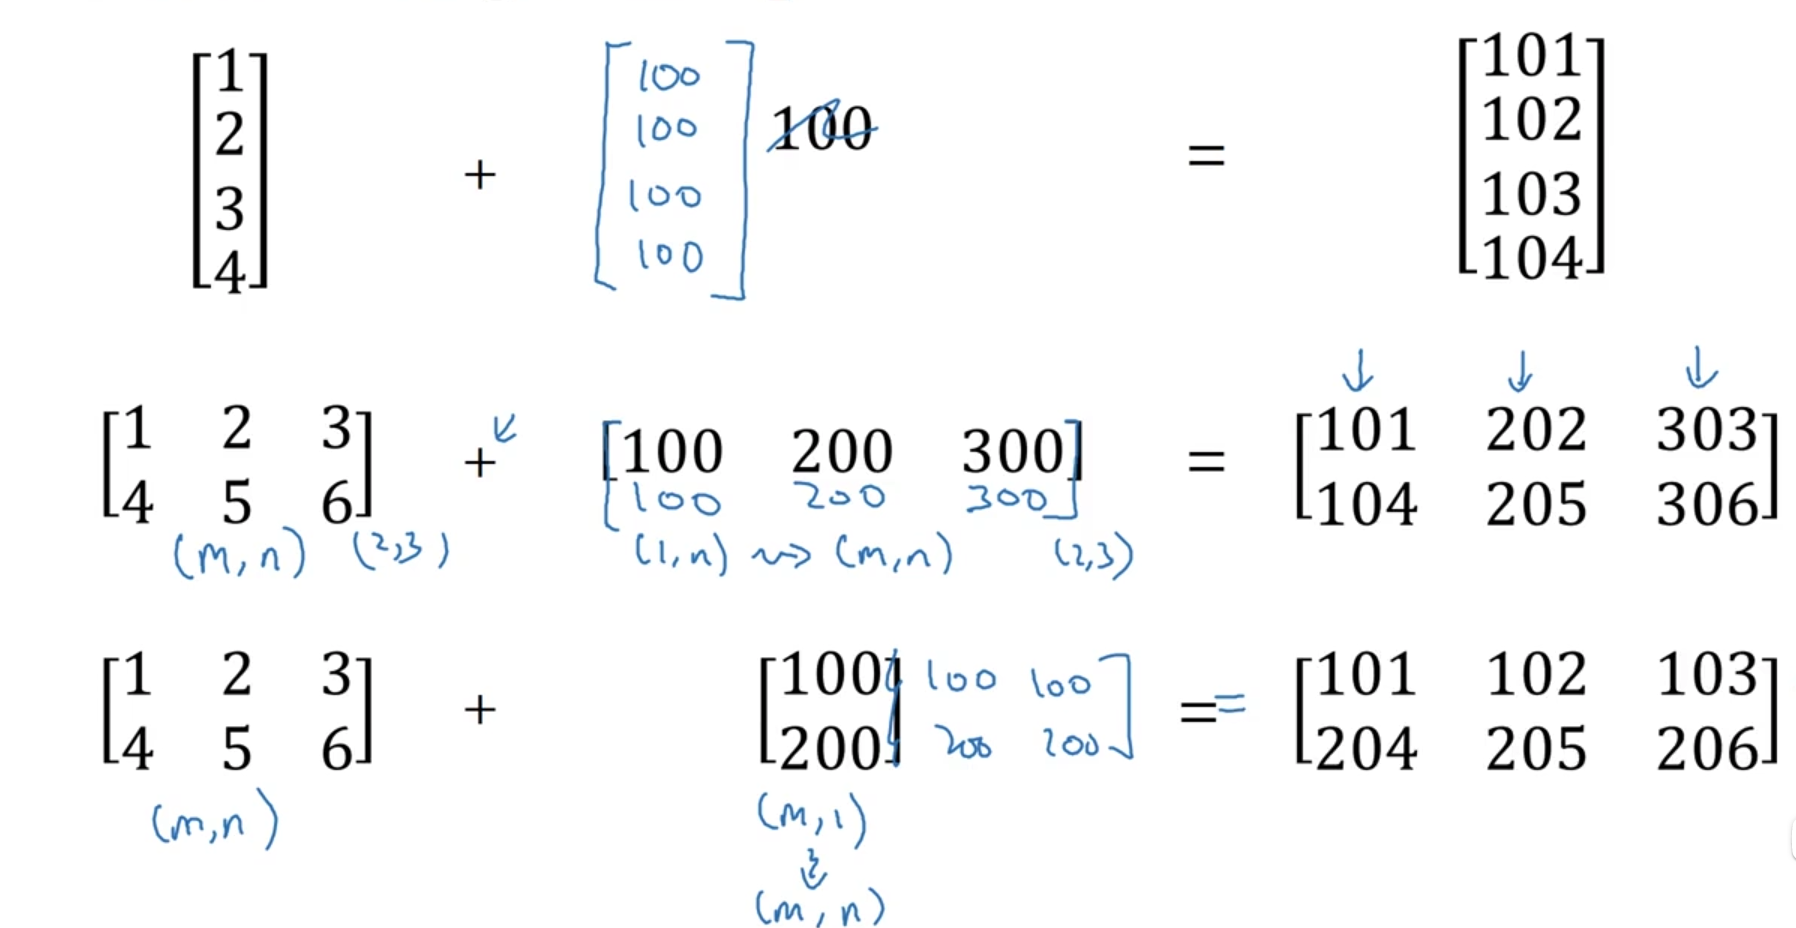 [1 2 3 4] + [100 100 100 100] 100 = [101 102 103 104]
↓ ↓ ↓
[1 2 3 + [100 200 300] = [101 202 303
4 5 6] [100 200 300] 104 205 306]
(m, n) (2,3) (1, n) ⇝ (m, n) (2,3)
[1 2 3 + [100 100 100 = = [101 102 103
4 5 6] 200] 200 200] 204 205 206]
(m, n) (m, 1)
(m, n)